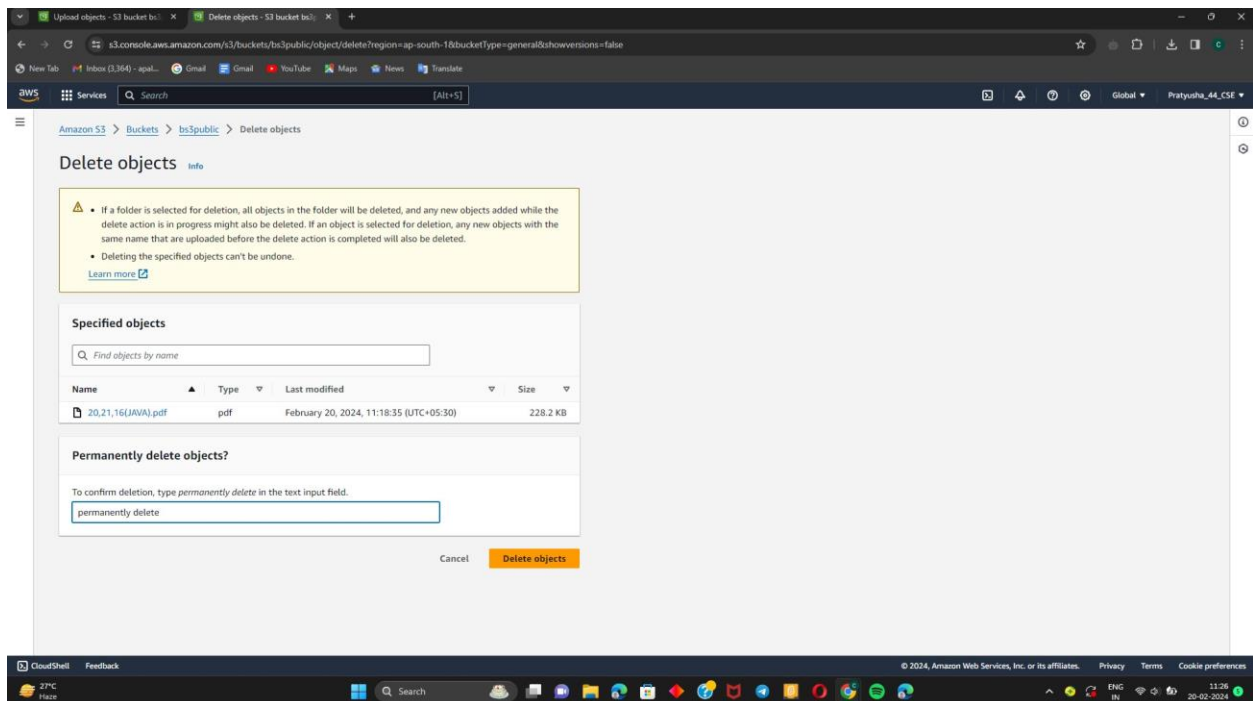 Upload objects - S3 bucket bs3
Delete objects - S3 bucket bs3p
s3.console.aws.amazon.com/s3/buckets/bs3public/object/delete?region=ap-south-1&bucketType=general&showversions=false
New Tab Inbox (3,364) - apal... Gmail Gmail YouTube Maps News Translate
aws Services Search [Alt+S] Global Pratyusha_44_CSE
Amazon S3 > Buckets > bs3public > Delete objects
Delete objects Info
• If a folder is selected for deletion, all objects in the folder will be deleted, and any new objects added while the
delete action is in progress might also be deleted. If an object is selected for deletion, any new objects with the
same name that are uploaded before the delete action is completed will also be deleted.
• Deleting the specified objects can't be undone.
Learn more
Specified objects
Find objects by name
Name Type Last modified Size
20,21,16(JAVA).pdf pdf February 20, 2024, 11:18:35 (UTC+05:30) 228.2 KB
Permanently delete objects?
To confirm deletion, type permanently delete in the text input field.
permanently delete
Cancel Delete objects
CloudShell Feedback © 2024, Amazon Web Services, Inc. or its affiliates. Privacy Terms Cookie preferences
27°C
Haze
Search
ENG
IN
11:26
20-02-2024